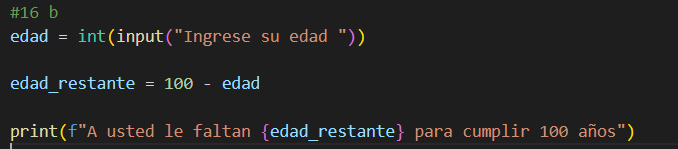 #16 b
edad = int(input("Ingrese su edad "))
edad_restante = 100 - edad
print(f"A usted le faltan {edad_restante} para cumplir 100 años")